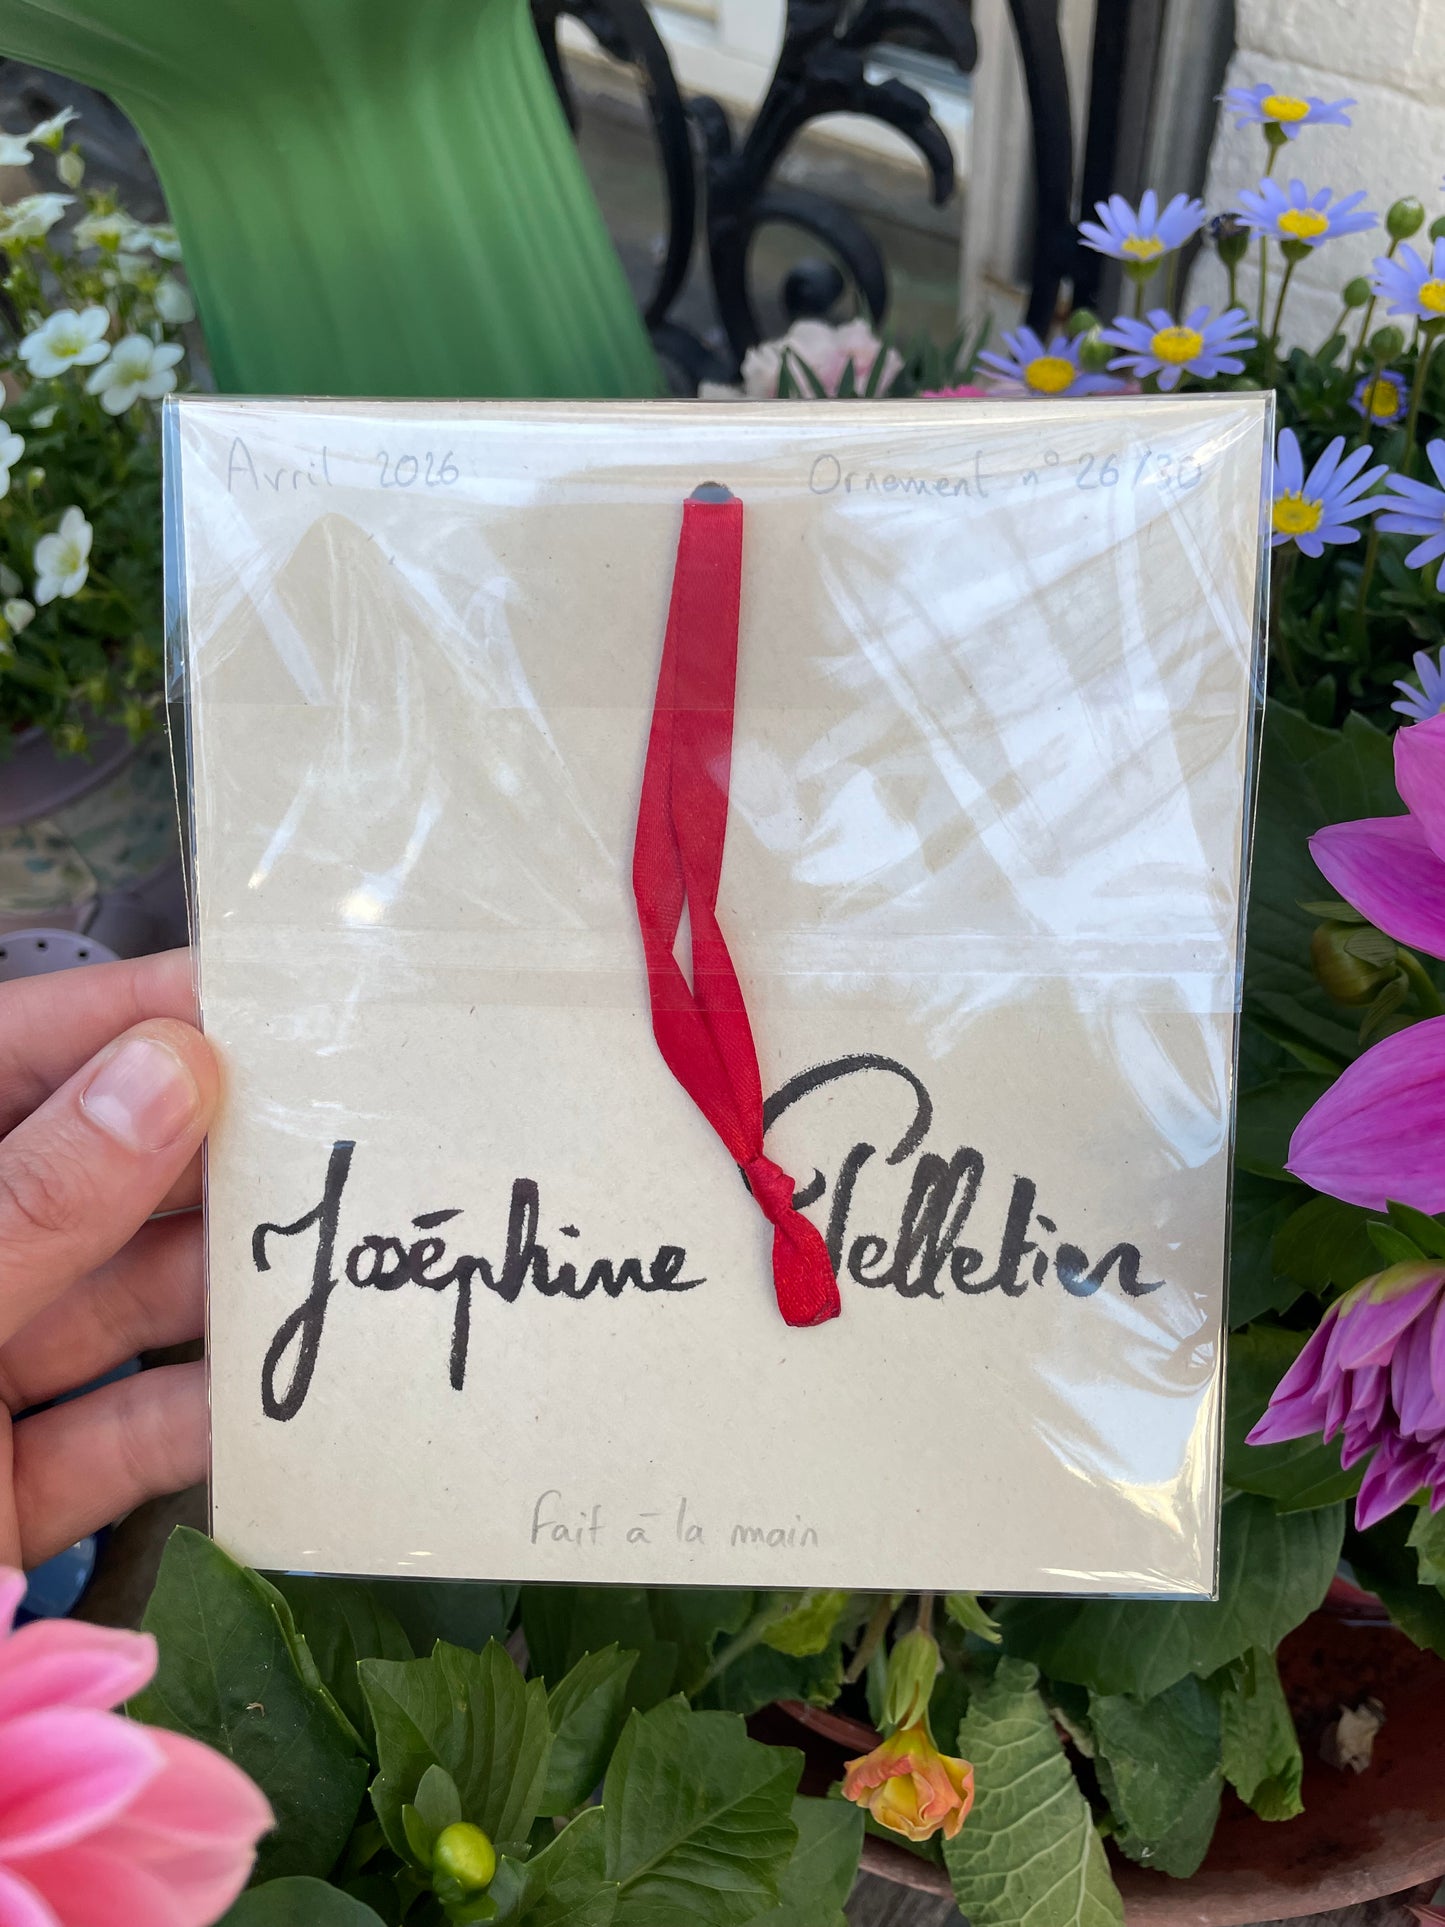 Avril 2026
Ornement n° 26/30
Joséphine Pelletier
Fait à la main